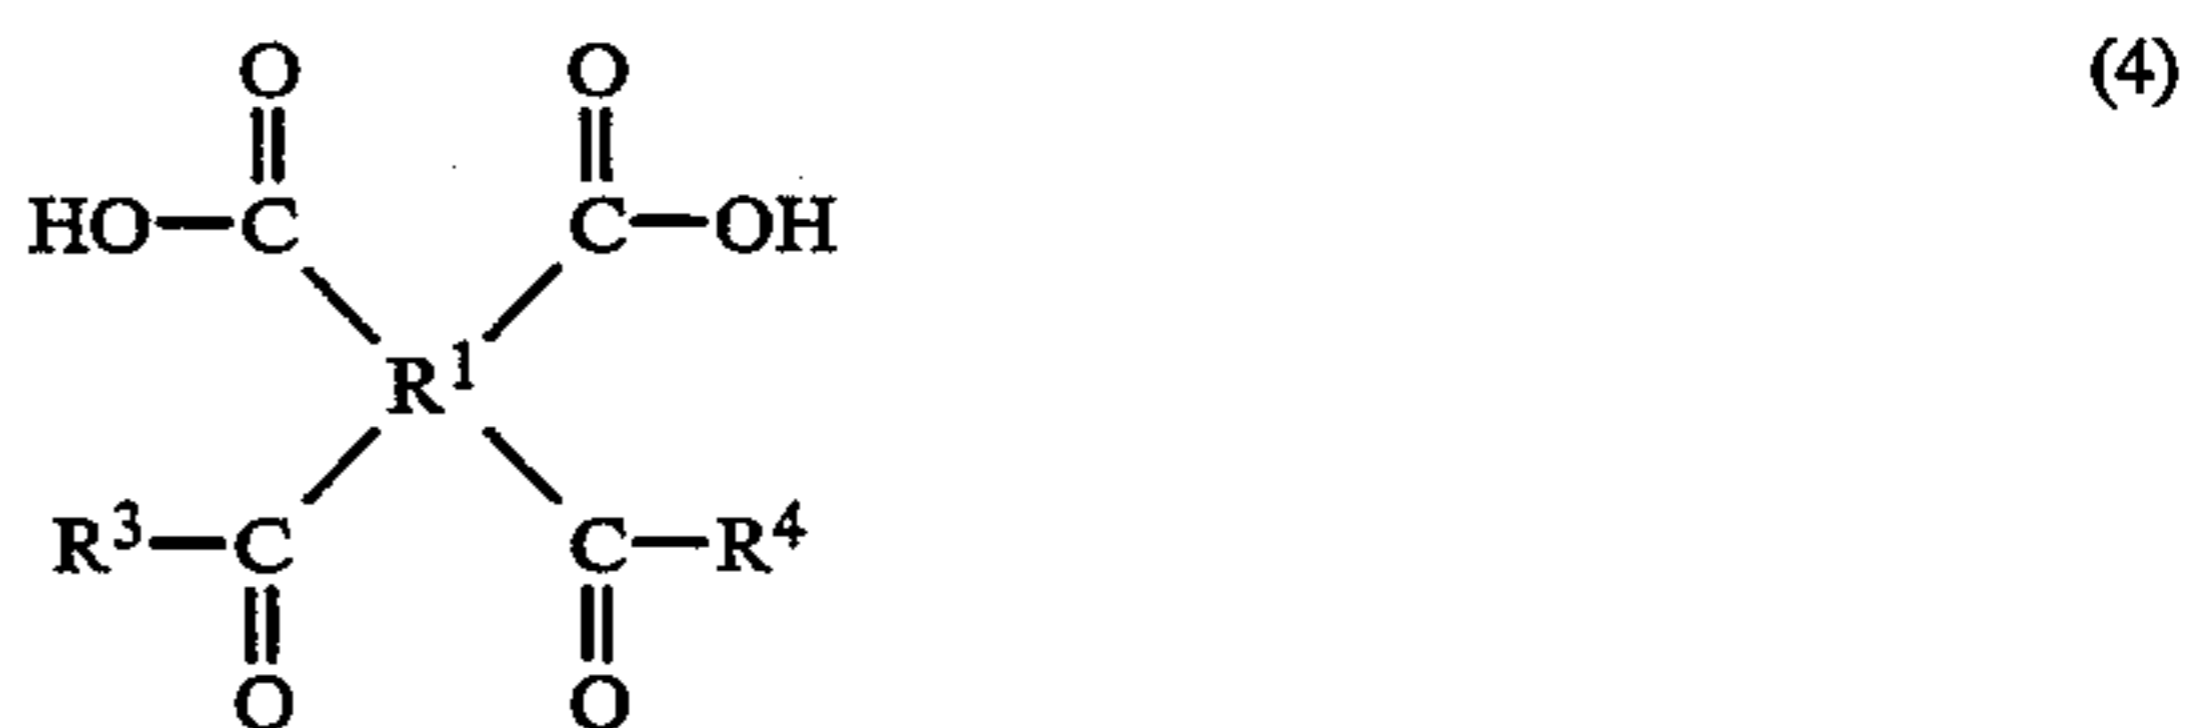 O O (4)
HO—C C—OH
R¹
R³—C C—R⁴
O O